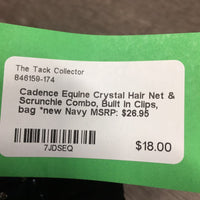 The Tack Collector
846159-174
Cadence Equine Crystal Hair Net &
Scrunchie Combo, Built in Clips,
bag *new Navy MSRP: $26.95
7JDSEQ
$18.00